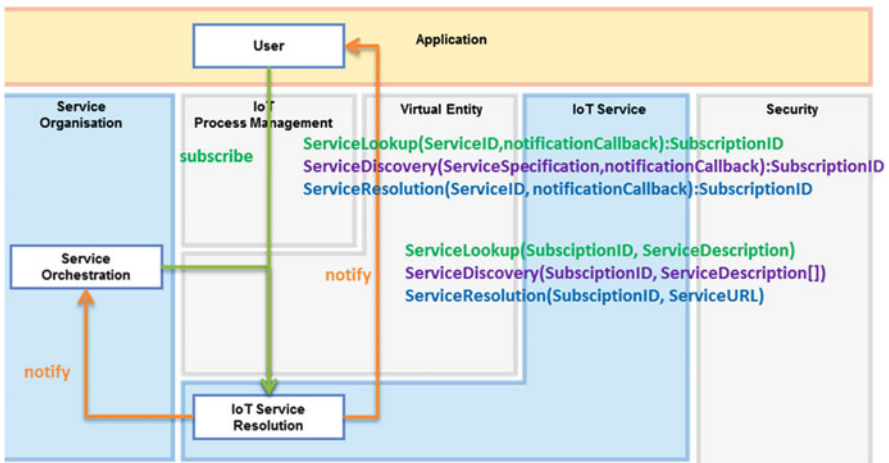 User
Application
Service
Organisation
IoT
Process Management
Virtual Entity
IoT Service
Security
subscribe
ServiceLookup(ServiceID,notificationCallback):SubscriptionID
ServiceDiscovery(ServiceSpecification,notificationCallback):SubscriptionID
ServiceResolution(ServiceID, notificationCallback):SubscriptionID
Service
Orchestration
notify
ServiceLookup(SubsciptionID, ServiceDescription)
ServiceDiscovery(SubsciptionID, ServiceDescription[])
ServiceResolution(SubsciptionID, ServiceURL)
notify
IoT Service
Resolution